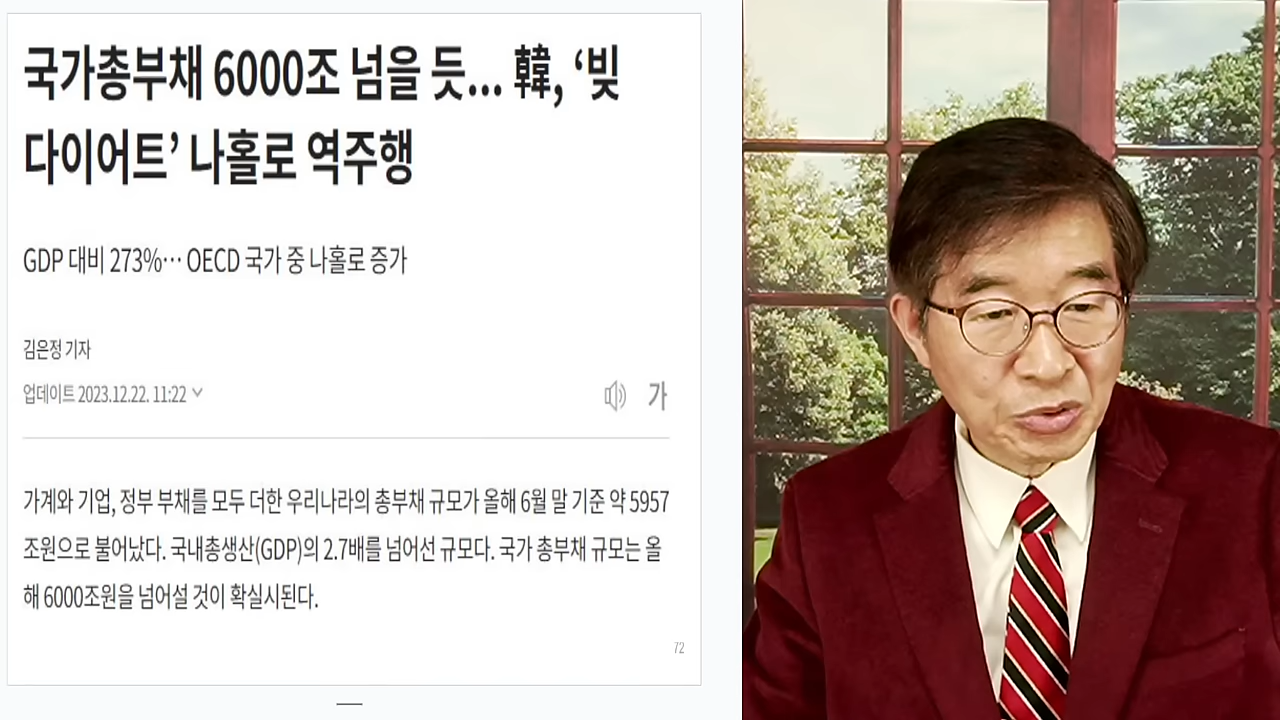 국가총부채 6000조 넘을 듯... 韓, ‘빚
다이어트’ 나홀로 역주행
GDP 대비 273%… OECD 국가 중 나홀로 증가
김은정 기자
업데이트 2023.12.22. 11:22
가
가계와 기업, 정부 부채를 모두 더한 우리나라의 총부채 규모가 올해 6월 말 기준 약 5957
조원으로 불어났다. 국내총생산(GDP)의 2.7배를 넘어선 규모다. 국가 총부채 규모는 올
해 6000조원을 넘어설 것이 확실시된다.
72